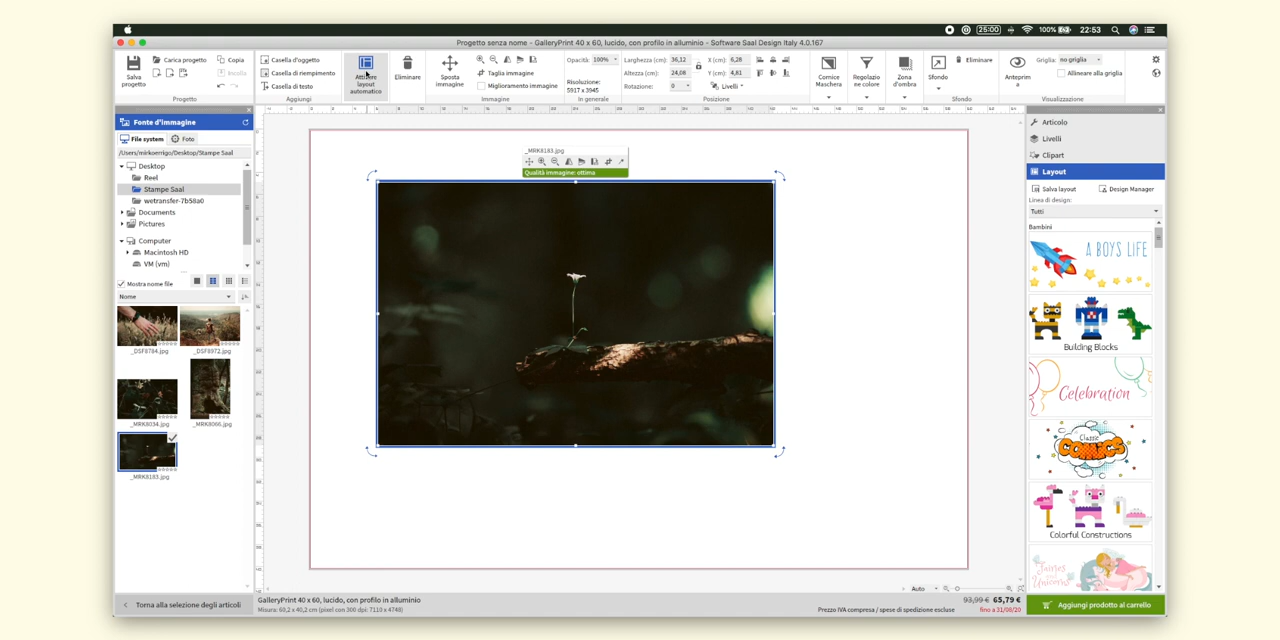 25:00
100%
22:53
Progetto senza nome - GalleryPrint 40 x 60, lucido, con profilo in alluminio - Software Saal Design Italy 4.0.167
Salva progetto
Carica progetto
Copia
Incolla
Progetto
Casella d'oggetto
Casella di riempimento
Casella di testo
Aggiungi
Attivare layout automatico
Eliminare
Sposta immagine
Taglia immagine
Miglioramento immagine
Immagine
Opacità: 100%
Risoluzione:
5917 x 3945
In generale
Larghezza (cm): 36,12
Altezza (cm): 24,08
Rotazione: 0
X (cm): 6,28
Y (cm): 4,81
Livelli
Posizione
Cornice Maschera
Regolazione colore
Zona d'ombra
Sfondo
Eliminare
Sfondo
Anteprima
Griglia: no griglia
Allineare alla griglia
Visualizzazione
Fonte d'immagine
File system
Foto
/Users/mirkoerrigo/Desktop/Stampe Saal
Desktop
Reel
Stampe Saal
wetransfer-7b58a0
Documents
Pictures
Computer
Macintosh HD
VM (vm)
Mostra nome file
Nome
_DSF8784.jpg
_DSF8972.jpg
_MRK8034.jpg
_MRK8066.jpg
_MRK8183.jpg
Torna alla selezione degli articoli
_MRK8183.jpg
Qualità immagine: ottima
Articolo
Livelli
Clipart
Layout
Salva layout
Design Manager
Linea di design:
Tutti
Bambini
A BOYS LIFE
Building Blocks
Celebration
Classic
COMICS
Colorful Constructions
Fairies
Unicorns
Auto
GalleryPrint 40 x 60, lucido, con profilo in alluminio
Misura: 60,2 x 40,2 cm (pixel con 300 dpi: 7110 x 4748)
93,99 € 65,79 €
Prezzo IVA compresa / spese di spedizione escluse
fino a 31/08/20
Aggiungi prodotto al carrello